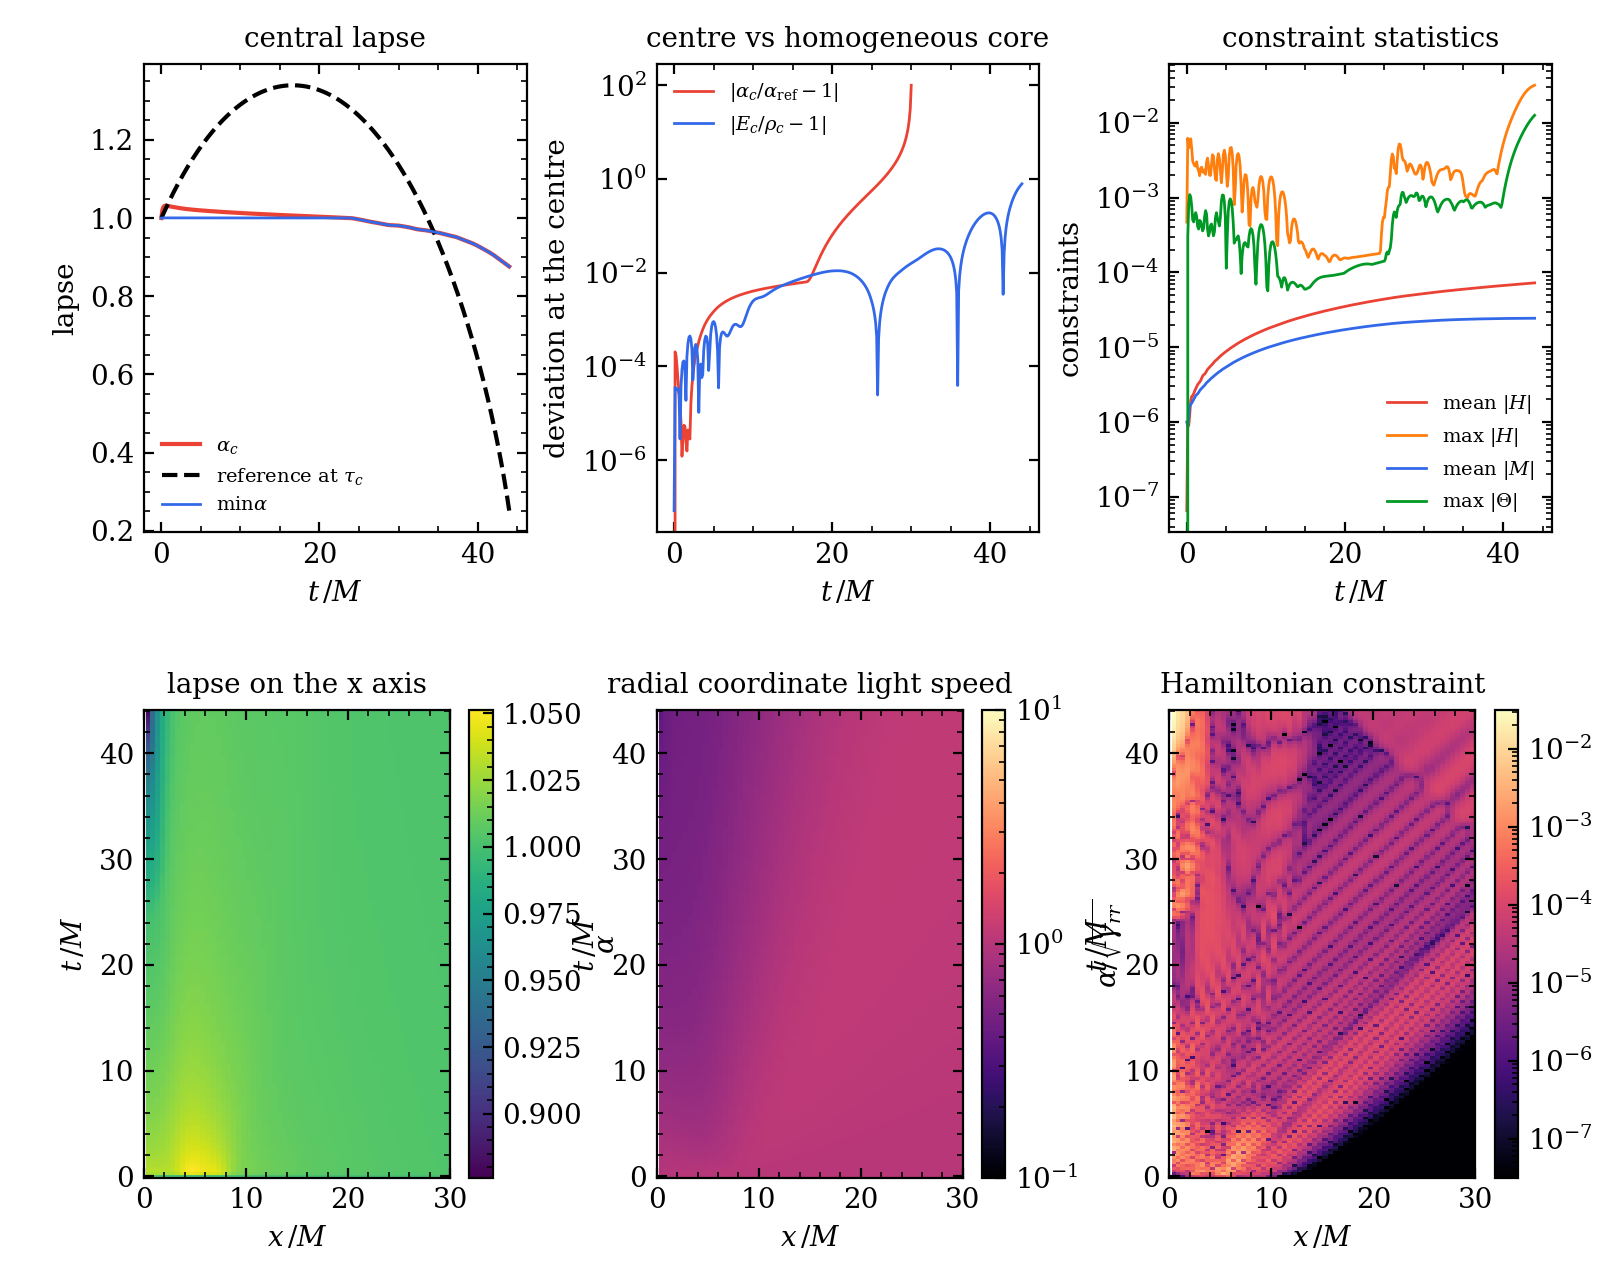 central lapse
centre vs homogeneous core
constraint statistics
lapse
1.2
1.0
0.8
0.6
0.4
0.2
α_c
reference at τ_c
minα
0 20 40
t/M
deviation at the centre
10^2
10^0
10^−2
10^−4
10^−6
|α_c/α_ref − 1|
|E_c/ρ_c − 1|
0 20 40
t/M
constraints
10^−2
10^−3
10^−4
10^−5
10^−6
10^−7
mean |H|
max |H|
mean |M|
max |Θ|
0 20 40
t/M
lapse on the x axis
radial coordinate light speed
Hamiltonian constraint
t/M
40
30
20
10
0
0 10 20 30
x/M
1.050
1.025
1.000
0.975
0.950
0.925
0.900
α
t/M
40
30
20
10
0
0 10 20 30
x/M
10^1
10^0
10^−1
α/√γ_rr
t/M
40
30
20
10
0
0 10 20 30
x/M
10^−2
10^−3
10^−4
10^−5
10^−6
10^−7